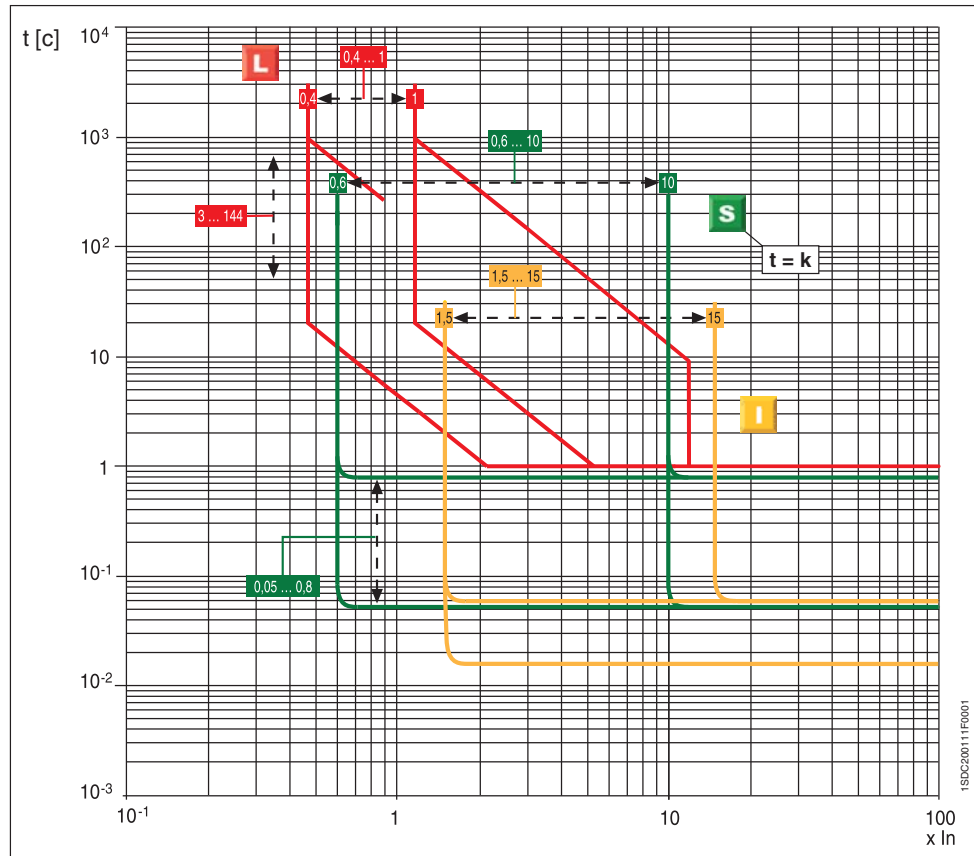 t [c]
10⁴
10³
10²
10
1
10⁻¹
10⁻²
10⁻³
L
0,4 ... 1
0,4
1
0,6 ... 10
0,6
10
3 ... 144
S
t = k
1,5 ... 15
1,5
15
I
0,05 ... 0,8
10⁻¹
1
10
100
x In
1SDC200111F0001